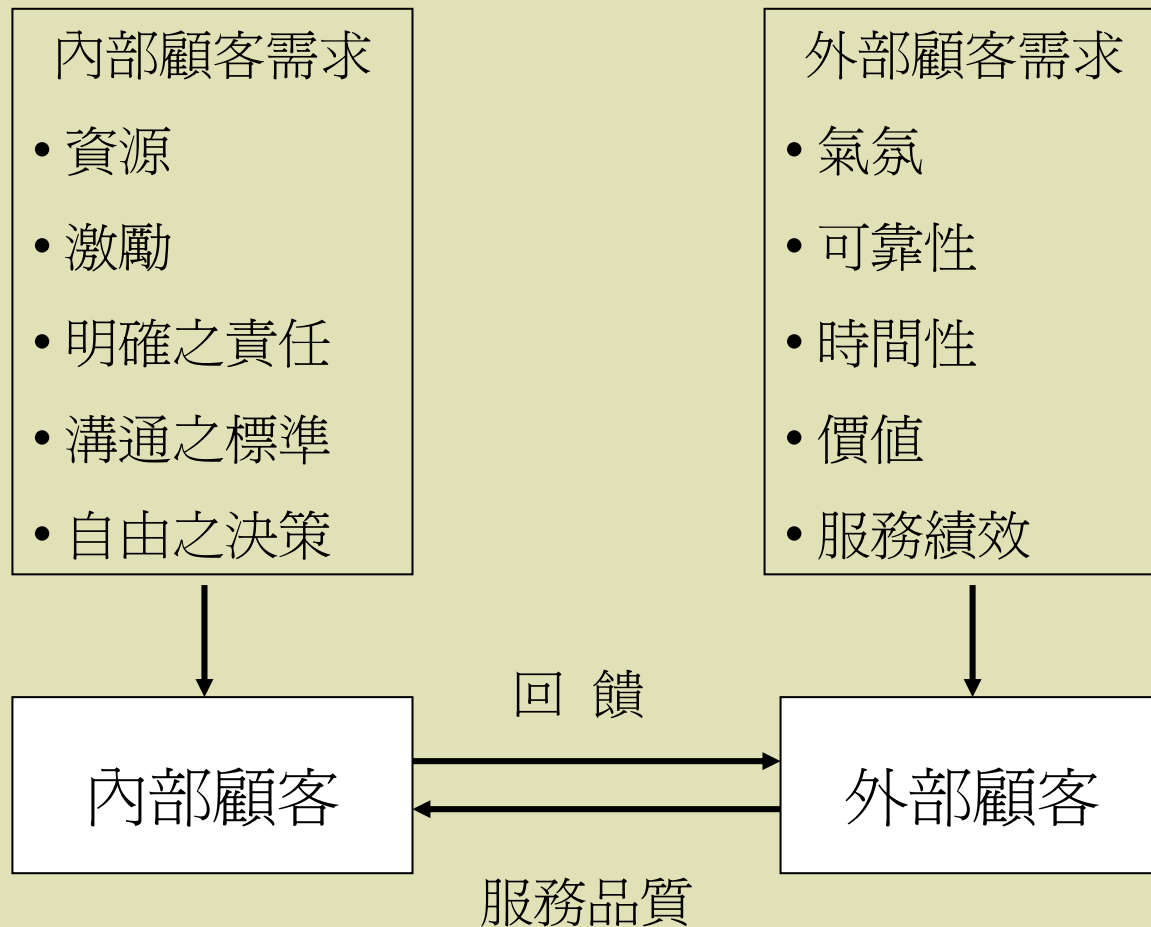 內部顧客需求
• 資源
• 激勵
• 明確之責任
• 溝通之標準
• 自由之決策
外部顧客需求
• 氣氛
• 可靠性
• 時間性
• 價值
• 服務績效
回 饋
內部顧客
外部顧客
服務品質